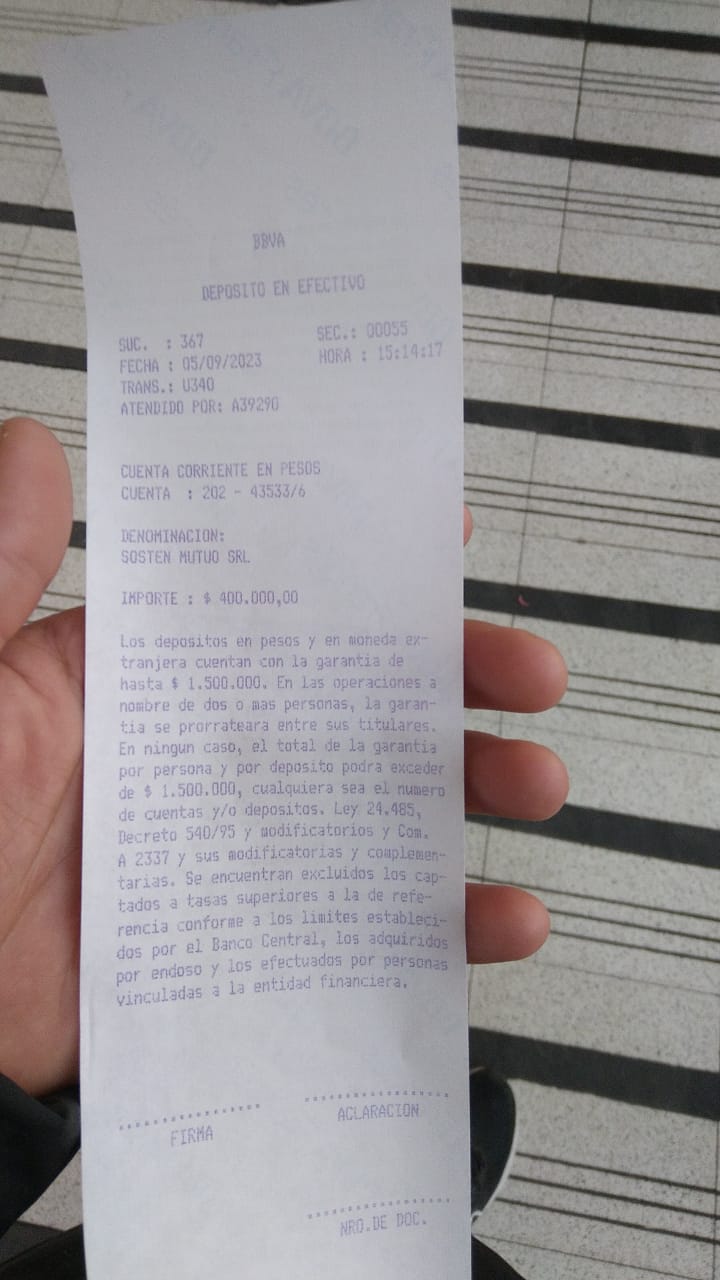 BBVA
DEPOSITO EN EFECTIVO
SUC. : 367 SEC.: 00055
FECHA : 05/09/2023 HORA : 15:14:17
TRANS.: U340
ATENDIDO POR: A39290
CUENTA CORRIENTE EN PESOS
CUENTA : 202 - 43533/6
DENOMINACION:
SOSTEN MUTUO SRL
IMPORTE : $ 400.000,00
Los depositos en pesos y en moneda ex-
tranjera cuentan con la garantia de
hasta $ 1.500.000. En las operaciones a
nombre de dos o mas personas, la garan-
tia se prorrateara entre sus titulares.
En ningun caso, el total de la garantia
por persona y por deposito podra exceder
de $ 1.500.000, cualquiera sea el numero
de cuentas y/o depositos. Ley 24.485,
Decreto 540/95 y modificatorios y Com.
A 2337 y sus modificatorias y complemen-
tarias. Se encuentran excluidos los cap-
tados a tasas superiores a la de refe-
rencia conforme a los limites estableci-
dos por el Banco Central, los adquiridos
por endoso y los efectuados por personas
vinculadas a la entidad financiera.
FIRMA ACLARACION
NRO.DE DOC.